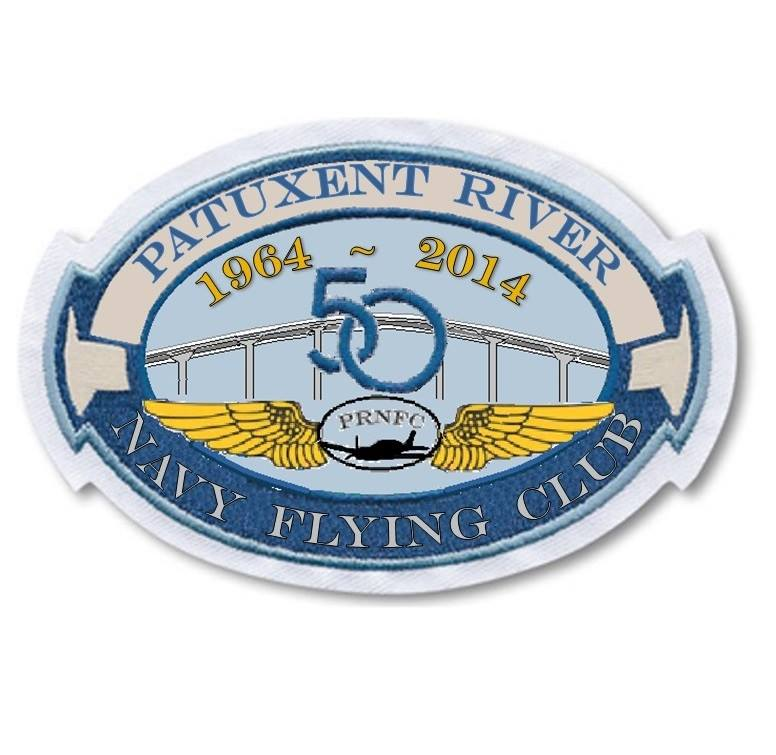 PATUXENT RIVER
1964 ~ 2014
50
PRNFC
NAVY FLYING CLUB